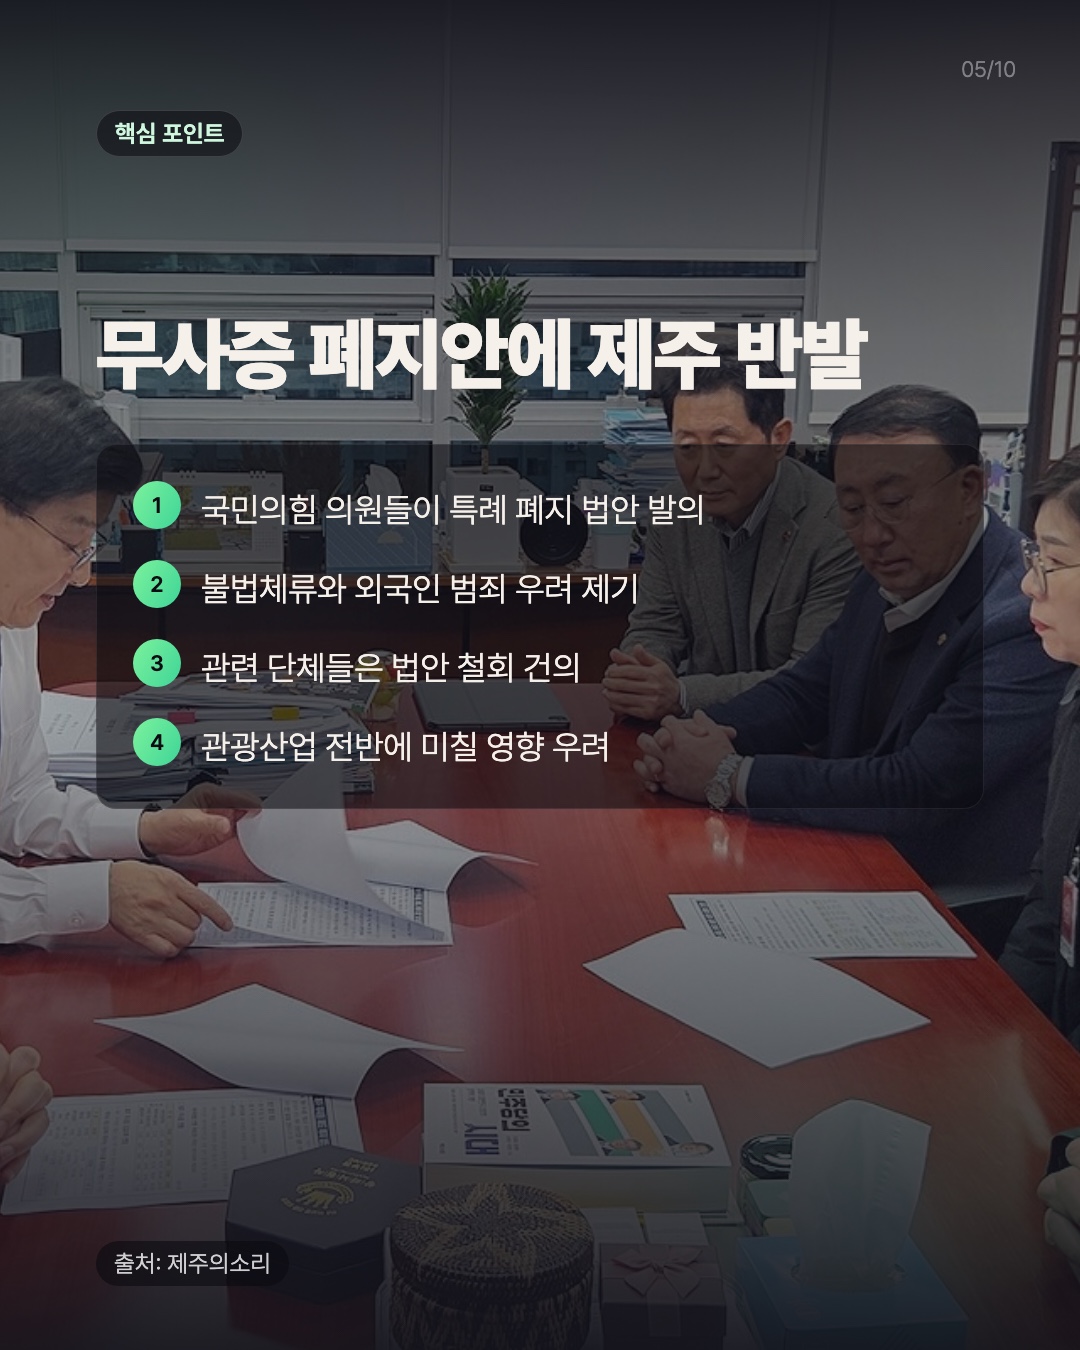 05/10
핵심 포인트
무사증 폐지안에 제주 반발
1 국민의힘 의원들이 특례 폐지 법안 발의
2 불법체류와 외국인 범죄 우려 제기
3 관련 단체들은 법안 철회 건의
4 관광산업 전반에 미칠 영향 우려
출처: 제주의소리